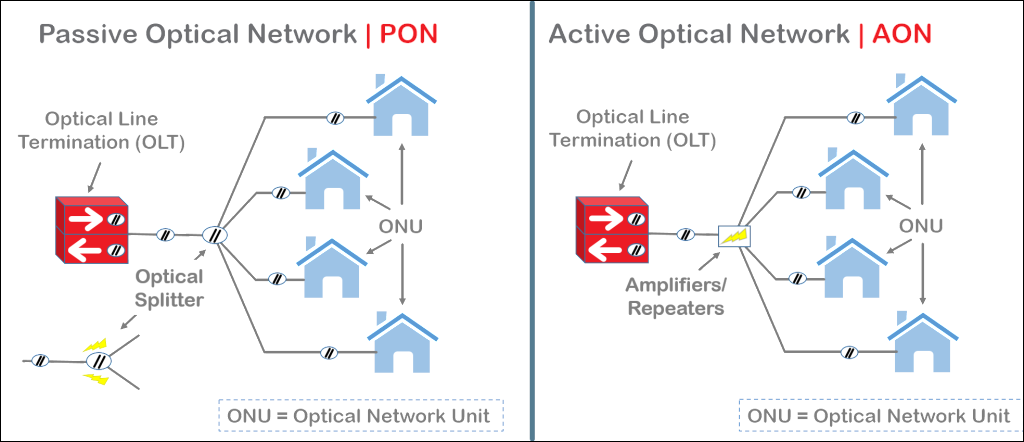 Passive Optical Network | PON
Optical Line
Termination (OLT)
ONU
Optical
Splitter
ONU = Optical Network Unit
Active Optical Network | AON
Optical Line
Termination (OLT)
ONU
Amplifiers/
Repeaters
ONU = Optical Network Unit